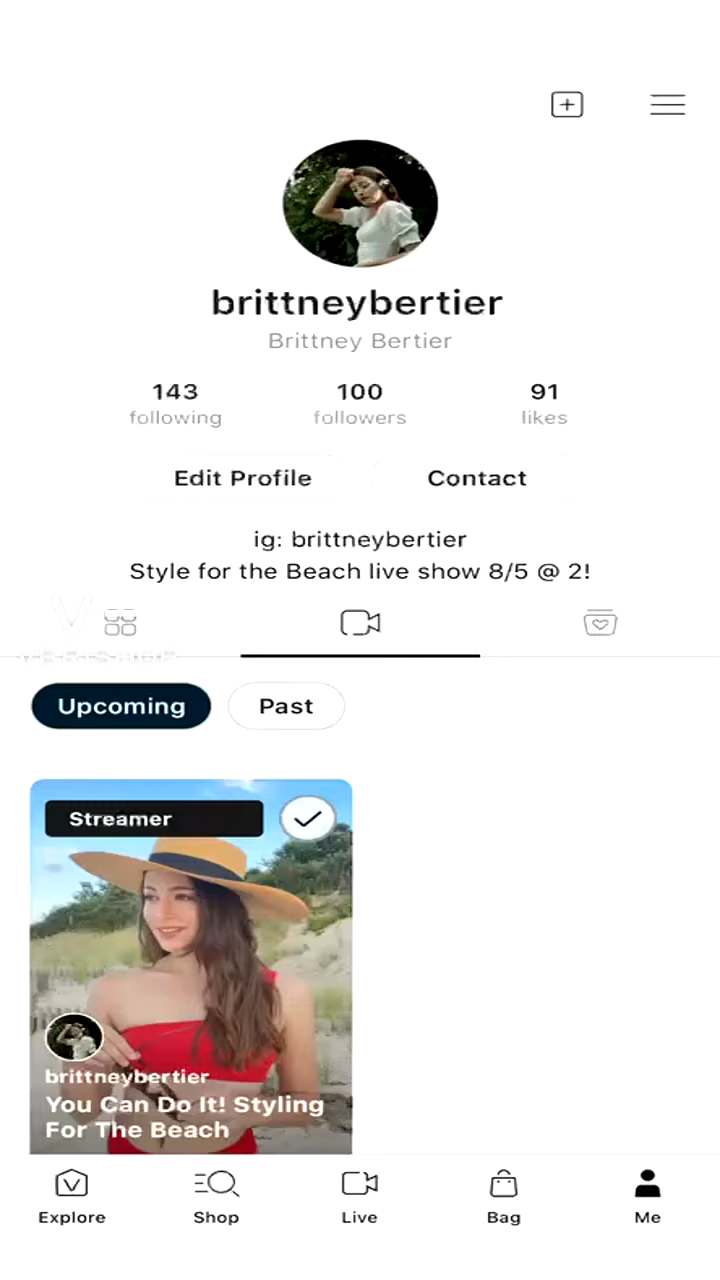 brittneybertier
Brittney Bertier
143 100 91
following followers likes
Edit Profile Contact
ig: brittneybertier
Style for the Beach live show 8/5 @ 2!
Upcoming Past
Streamer
brittneybertier
You Can Do It! Styling
For The Beach
Explore Shop Live Bag Me